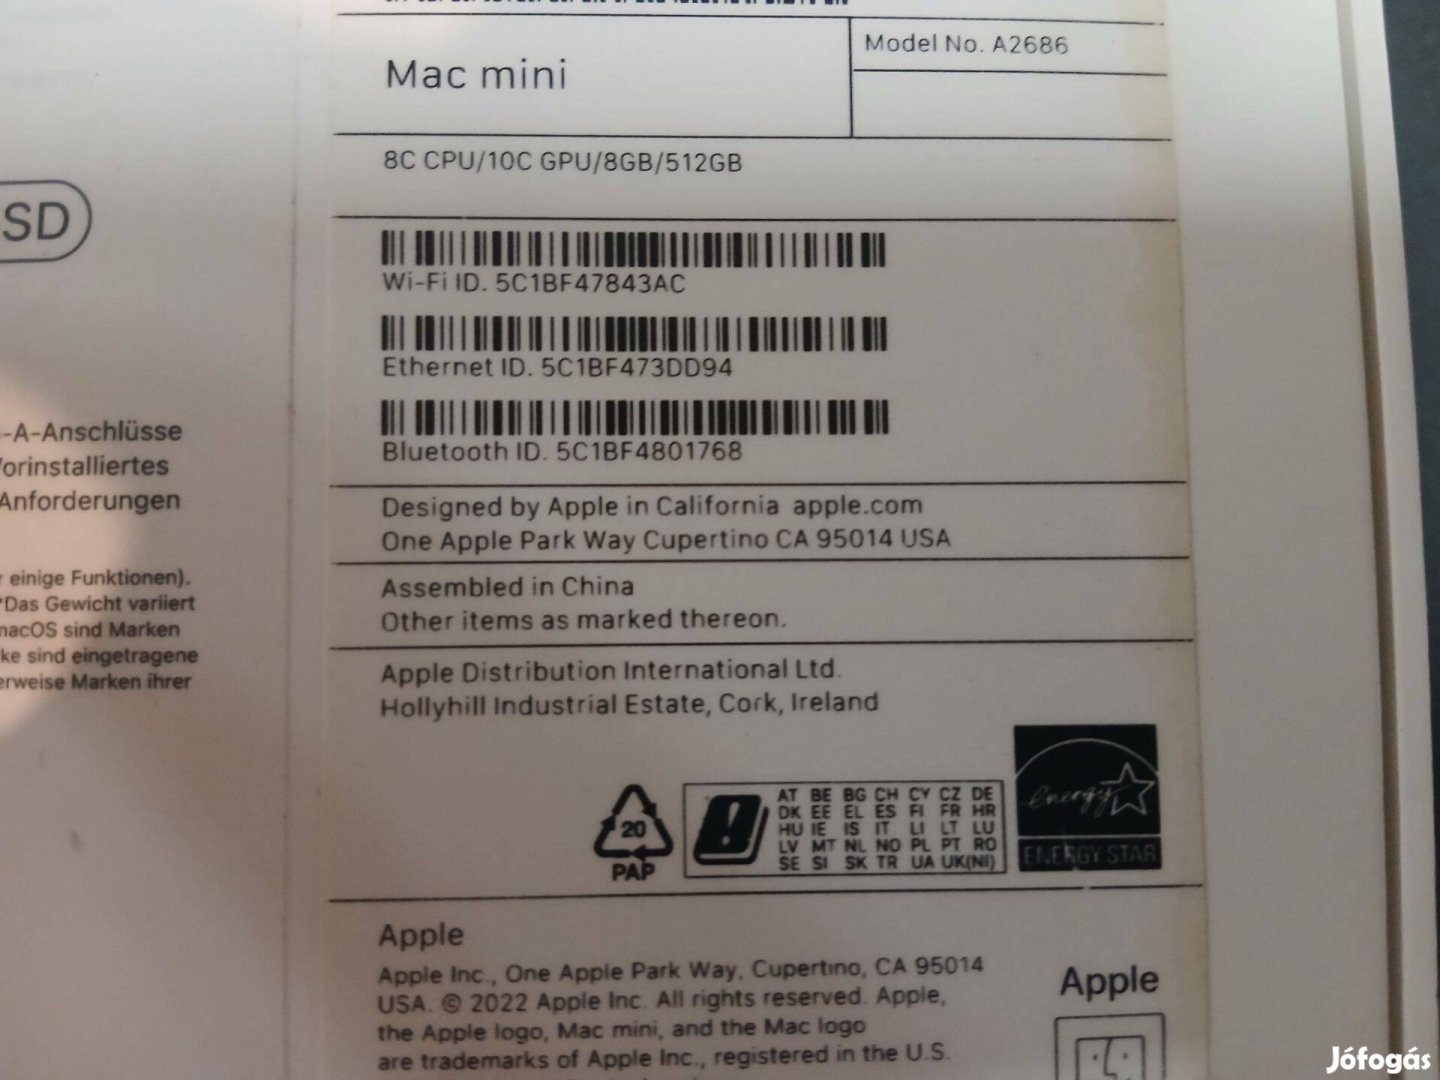 Mac mini
Model No. A2686
8C CPU/10C GPU/8GB/512GB
SD
Wi-Fi ID. 5C1BF47843AC
Ethernet ID. 5C1BF473DD94
Bluetooth ID. 5C1BF4801768
-A-Anschlüsse
Vorinstalliertes
Anforderungen
r einige Funktionen).
*Das Gewicht variiert
macOS sind Marken
ke sind eingetragene
erweise Marken ihrer
Designed by Apple in California apple.com
One Apple Park Way Cupertino CA 95014 USA
Assembled in China
Other items as marked thereon.
Apple Distribution International Ltd.
Hollyhill Industrial Estate, Cork, Ireland
20
PAP
AT BE BG CH CY CZ DE
DK EE EL ES FI FR HR
HU IE IS IT LI LT LU
LV MT NL NO PL PT RO
SE SI SK TR UA UK(NI)
energy
ENERGY STAR
Apple
Apple Inc., One Apple Park Way, Cupertino, CA 95014
USA. © 2022 Apple Inc. All rights reserved. Apple,
the Apple logo, Mac mini, and the Mac logo
are trademarks of Apple Inc., registered in the U.S.
Apple
Jófogás